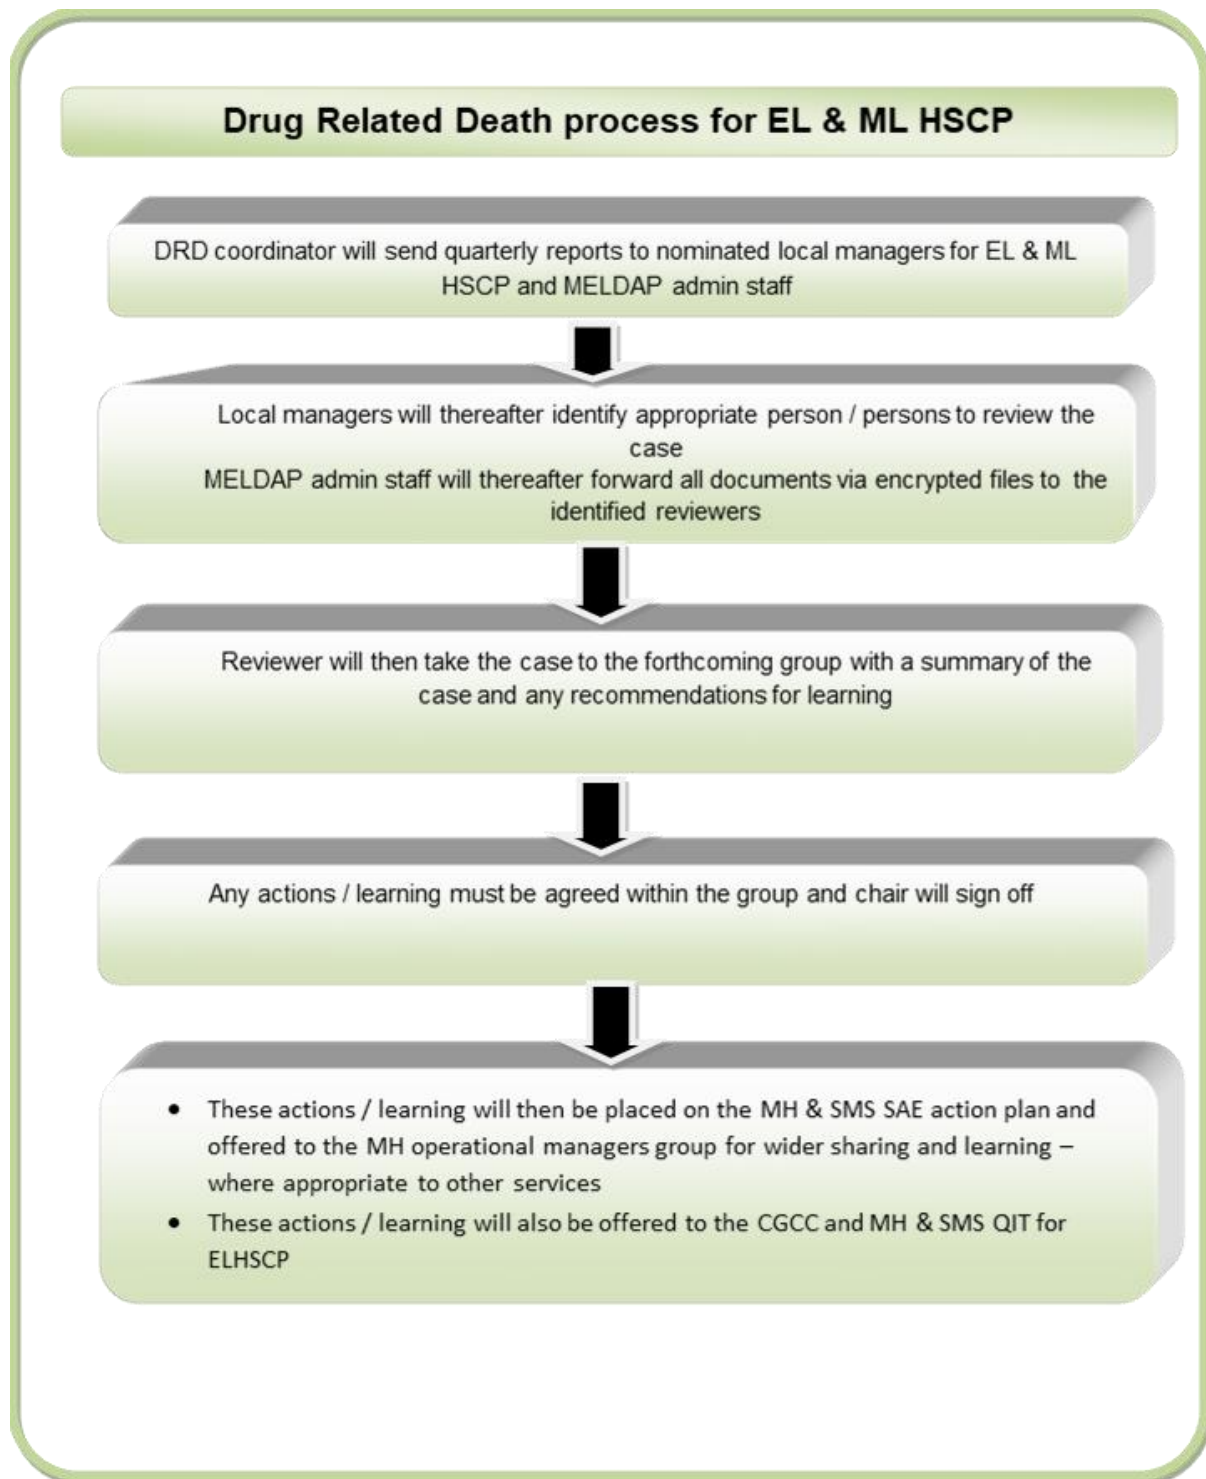 Drug Related Death process for EL & ML HSCP
DRD coordinator will send quarterly reports to nominated local managers for EL & ML
HSCP and MELDAP admin staff
Local managers will thereafter identify appropriate person / persons to review the
case
MELDAP admin staff will thereafter forward all documents via encrypted files to the
identified reviewers
Reviewer will then take the case to the forthcoming group with a summary of the
case and any recommendations for learning
Any actions / learning must be agreed within the group and chair will sign off
• These actions / learning will then be placed on the MH & SMS SAE action plan and
offered to the MH operational managers group for wider sharing and learning –
where appropriate to other services
• These actions / learning will also be offered to the CGCC and MH & SMS QIT for
ELHSCP